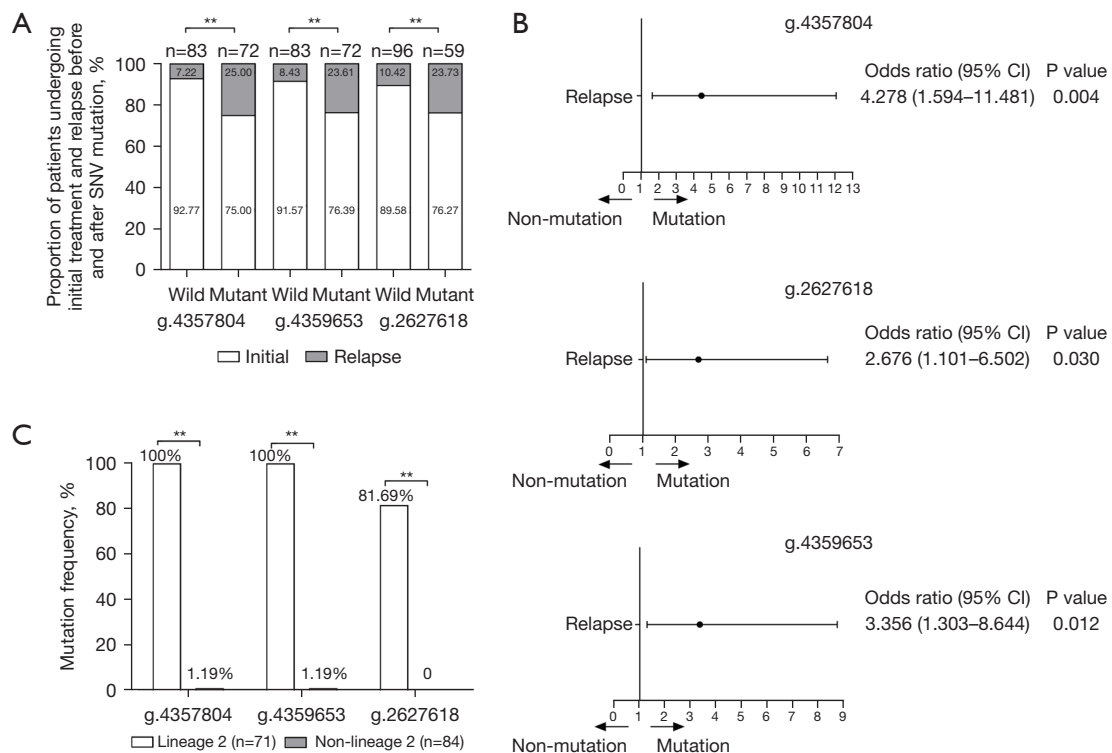 A
Proportion of patients undergoing
initial treatment and relapse before
and after SNV mutation, %
** ** **
n=83 n=72 n=83 n=72 n=96 n=59
100
80
60
40
20
0
7.22 25.00 8.43 23.61 10.42 23.73
92.77 75.00 91.57 76.39 89.58 76.27
Wild Mutant Wild Mutant Wild Mutant
g.4357804 g.4359653 g.2627618
Initial Relapse
B
g.4357804
Odds ratio (95% CI) P value
Relapse 4.278 (1.594–11.481) 0.004
0 1 2 3 4 5 6 7 8 9 10 11 12 13
Non-mutation Mutation
g.2627618
Odds ratio (95% CI) P value
Relapse 2.676 (1.101–6.502) 0.030
0 1 2 3 4 5 6 7
Non-mutation Mutation
g.4359653
Odds ratio (95% CI) P value
Relapse 3.356 (1.303–8.644) 0.012
0 1 2 3 4 5 6 7 8 9
Non-mutation Mutation
C
Mutation frequency, %
** ** **
100
80
60
40
20
0
100% 100% 81.69%
1.19% 1.19% 0
g.4357804 g.4359653 g.2627618
Lineage 2 (n=71) Non-lineage 2 (n=84)